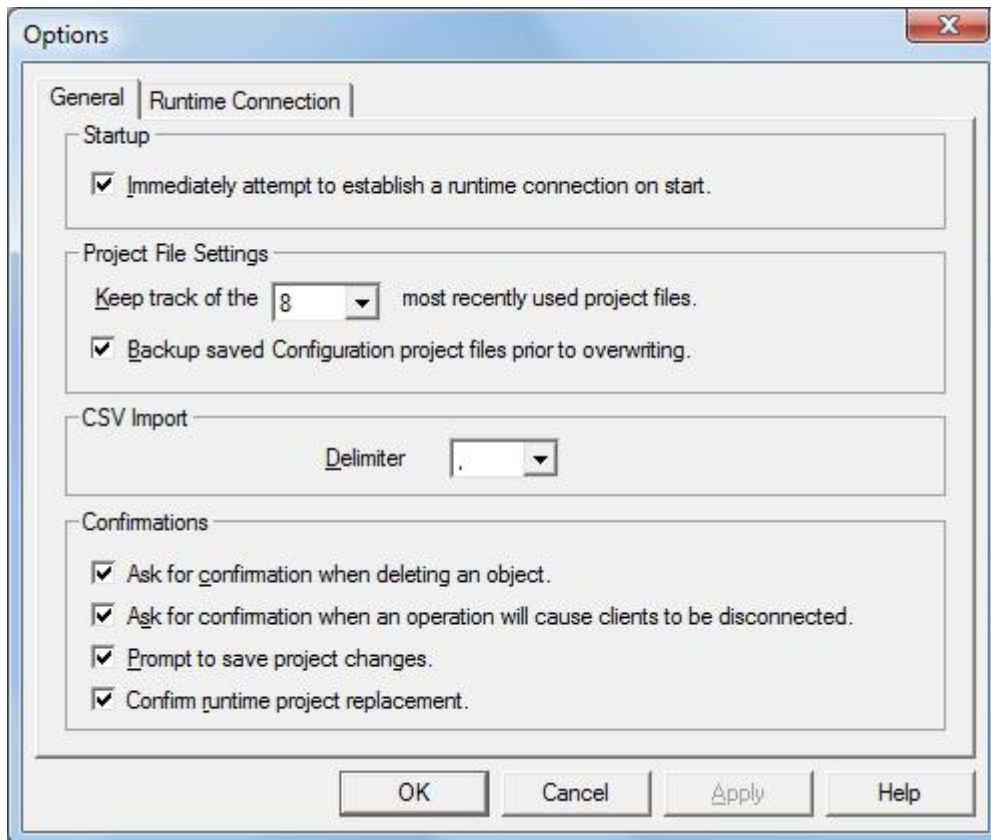 Options
General
Runtime Connection
Startup
Immediately attempt to establish a runtime connection on start.
Project File Settings
Keep track of the 8 most recently used project files.
Backup saved Configuration project files prior to overwriting.
CSV Import
Delimiter ,
Confirmations
Ask for confirmation when deleting an object.
Ask for confirmation when an operation will cause clients to be disconnected.
Prompt to save project changes.
Confirm runtime project replacement.
OK
Cancel
Apply
Help